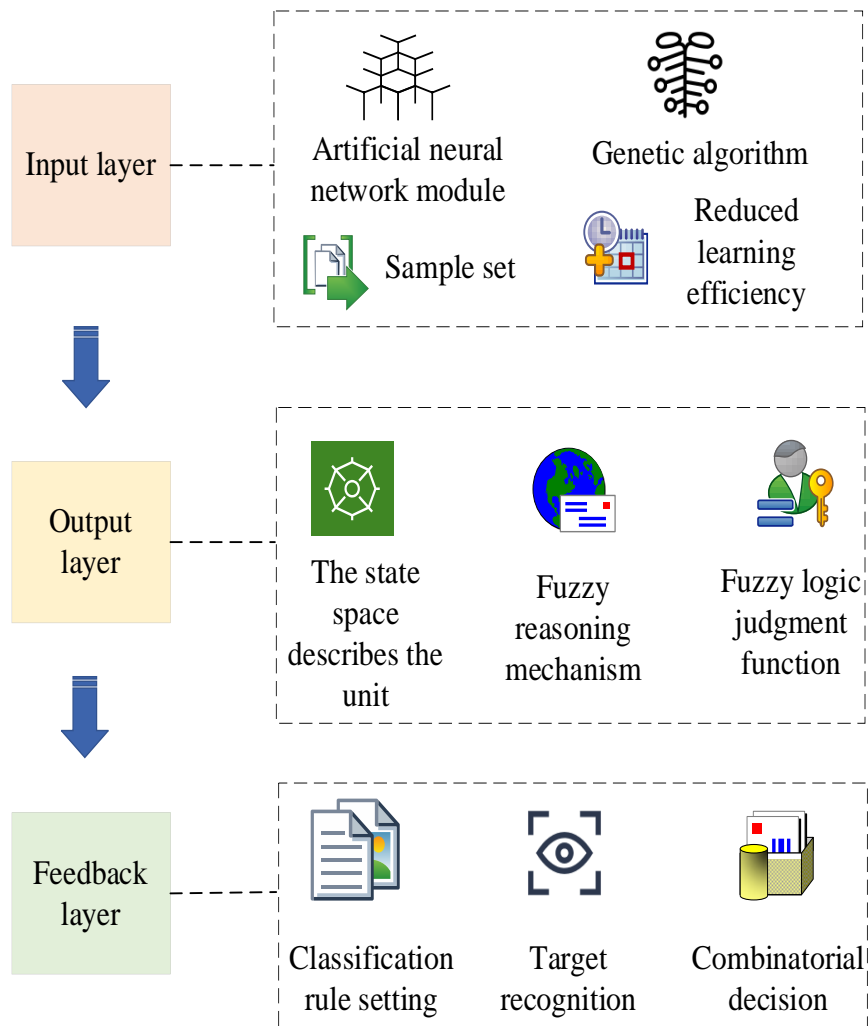 Input layer
Artificial neural
network module
Genetic algorithm
Sample set
Reduced
learning
efficiency
Output
layer
The state
space
describes the
unit
Fuzzy
reasoning
mechanism
Fuzzy logic
judgment
function
Feedback
layer
Classification
rule setting
Target
recognition
Combinatorial
decision